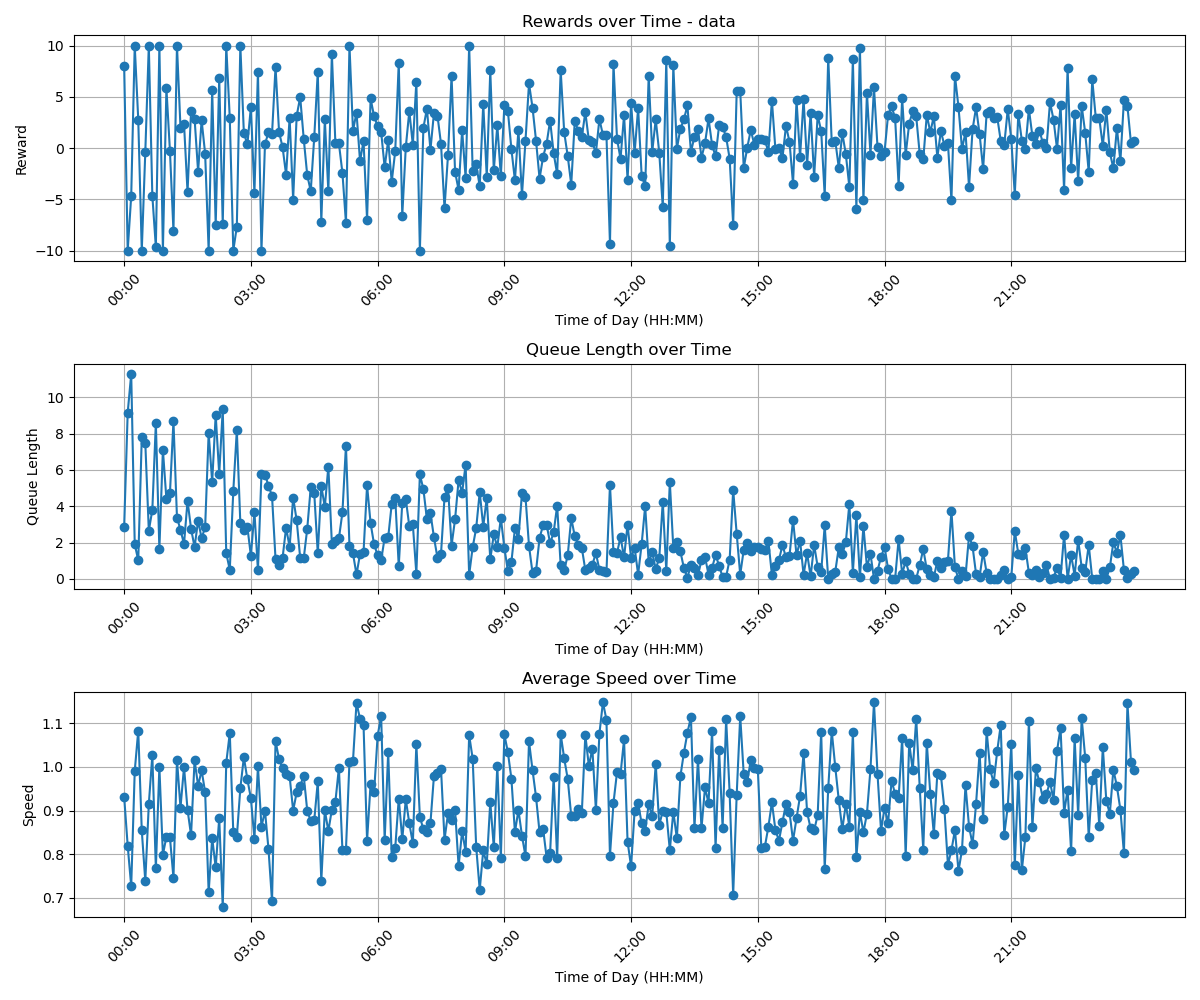 Rewards over Time - data
10
5
0
−5
−10
Reward
00:00 03:00 06:00 09:00 12:00 15:00 18:00 21:00
Time of Day (HH:MM)
Queue Length over Time
10
8
6
4
2
0
Queue Length
00:00 03:00 06:00 09:00 12:00 15:00 18:00 21:00
Time of Day (HH:MM)
Average Speed over Time
1.1
1.0
0.9
0.8
0.7
Speed
00:00 03:00 06:00 09:00 12:00 15:00 18:00 21:00
Time of Day (HH:MM)